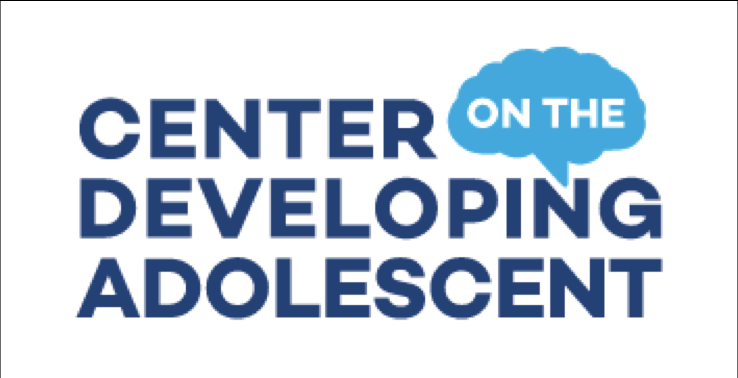 CENTER ON THE
DEVELOPING
ADOLESCENT